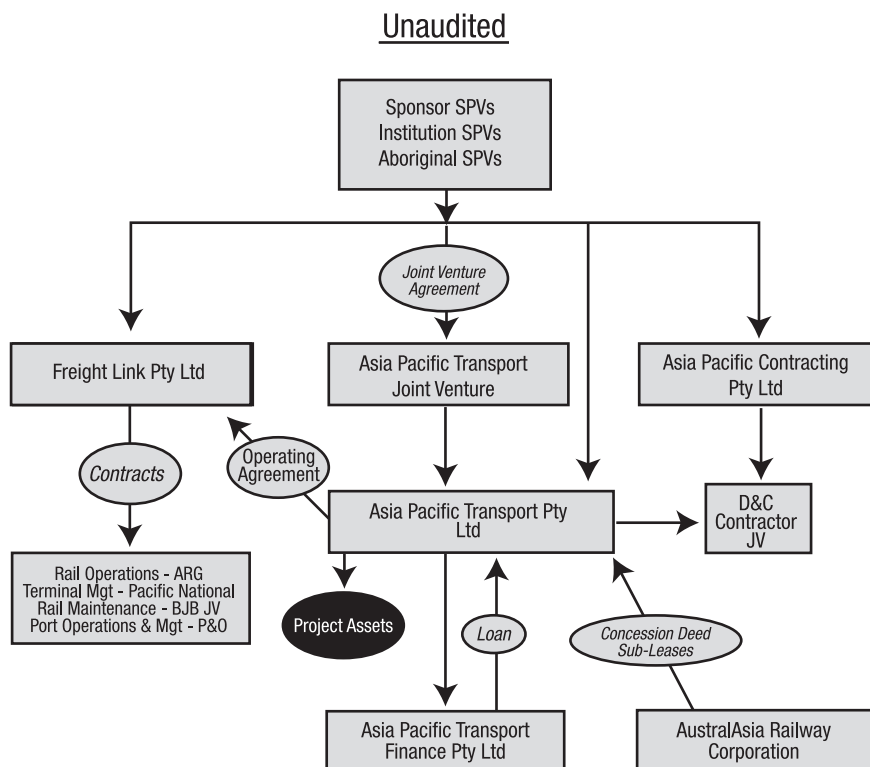 Unaudited
Sponsor SPVs
Institution SPVs
Aboriginal SPVs
Joint Venture
Agreement
Freight Link Pty Ltd
Asia Pacific Transport
Joint Venture
Asia Pacific Contracting
Pty Ltd
Contracts
Operating
Agreement
Asia Pacific Transport Pty
Ltd
D&C
Contractor
JV
Rail Operations - ARG
Terminal Mgt - Pacific National
Rail Maintenance - BJB JV
Port Operations & Mgt - P&O
Project Assets
Loan
Concession Deed
Sub-Leases
Asia Pacific Transport
Finance Pty Ltd
AustralAsia Railway
Corporation